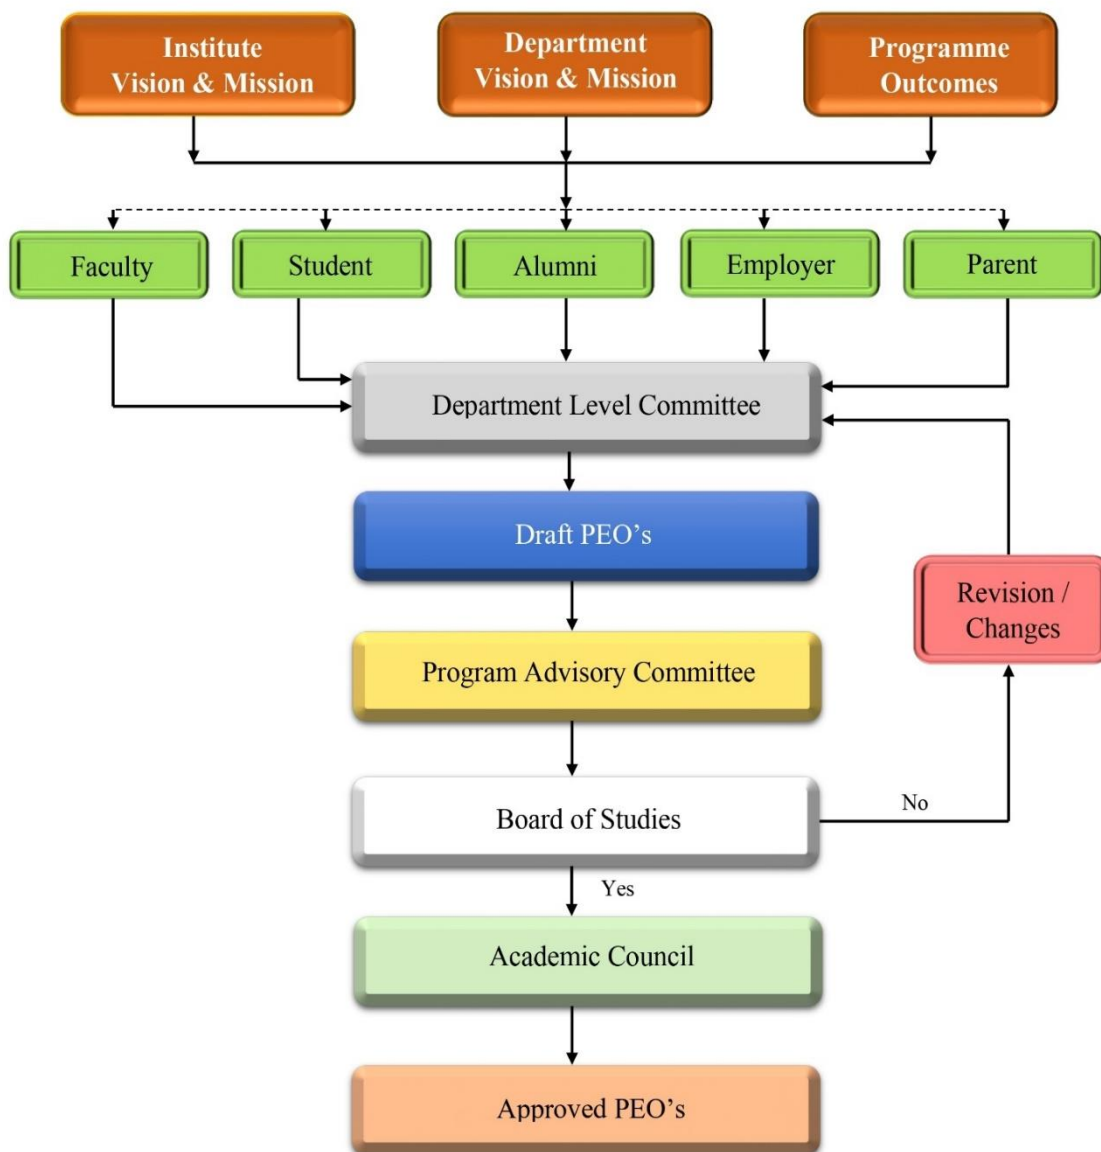 Institute
Vision & Mission
Department
Vision & Mission
Programme
Outcomes
Faculty
Student
Alumni
Employer
Parent
Department Level Committee
Draft PEO’s
Revision /
Changes
Program Advisory Committee
Board of Studies
No
Yes
Academic Council
Approved PEO’s